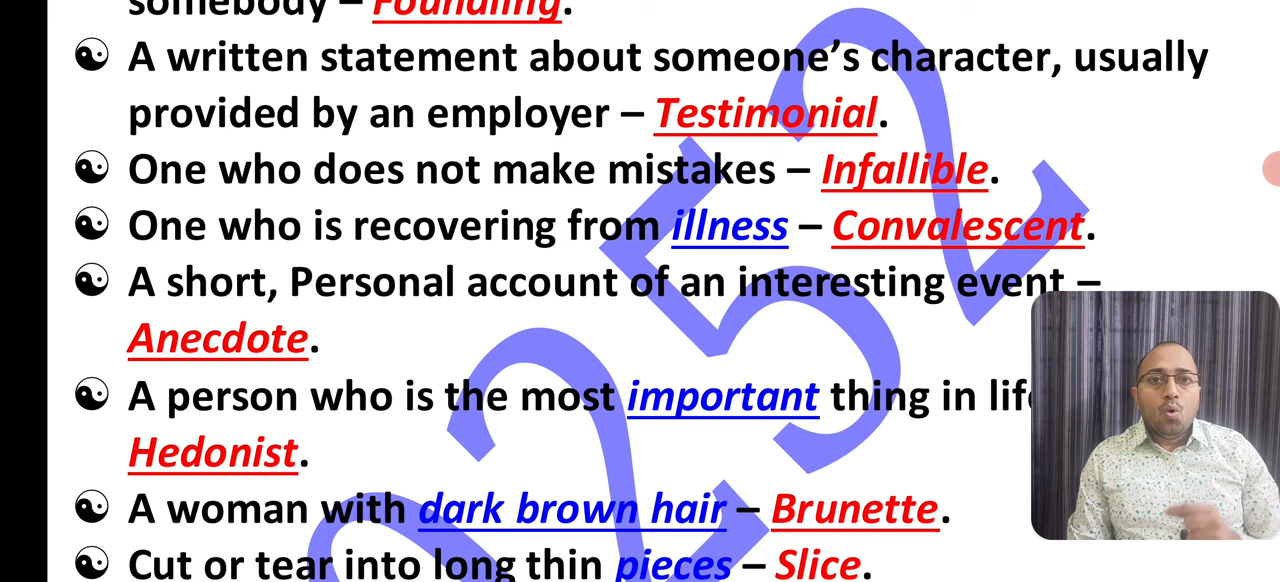 somebody – Foundling.
A written statement about someone’s character, usually
provided by an employer – Testimonial.
One who does not make mistakes – Infallible.
One who is recovering from illness – Convalescent.
A short, Personal account of an interesting event –
Anecdote.
A person who is the most important thing in life
Hedonist.
A woman with dark brown hair – Brunette.
Cut or tear into long thin pieces – Slice.
252